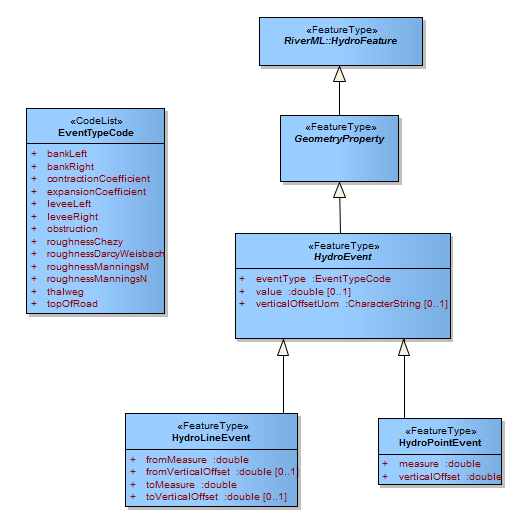 «FeatureType»
RiverML::HydroFeature
«FeatureType»
GeometryProperty
«CodeList»
EventTypeCode
+ bankLeft
+ bankRight
+ contractionCoefficient
+ expansionCoefficient
+ leveeLeft
+ leveeRight
+ obstruction
+ roughnessChezy
+ roughnessDarcyWeisbach
+ roughnessManningsM
+ roughnessManningsN
+ thalweg
+ topOfRoad
«FeatureType»
HydroEvent
+ eventType :EventTypeCode
+ value :double [0..1]
+ verticalOffsetUom :CharacterString [0..1]
«FeatureType»
HydroLineEvent
+ fromMeasure :double
+ fromVerticalOffset :double [0..1]
+ toMeasure :double
+ toVerticalOffset :double [0..1]
«FeatureType»
HydroPointEvent
+ measure :double
+ verticalOffset :double